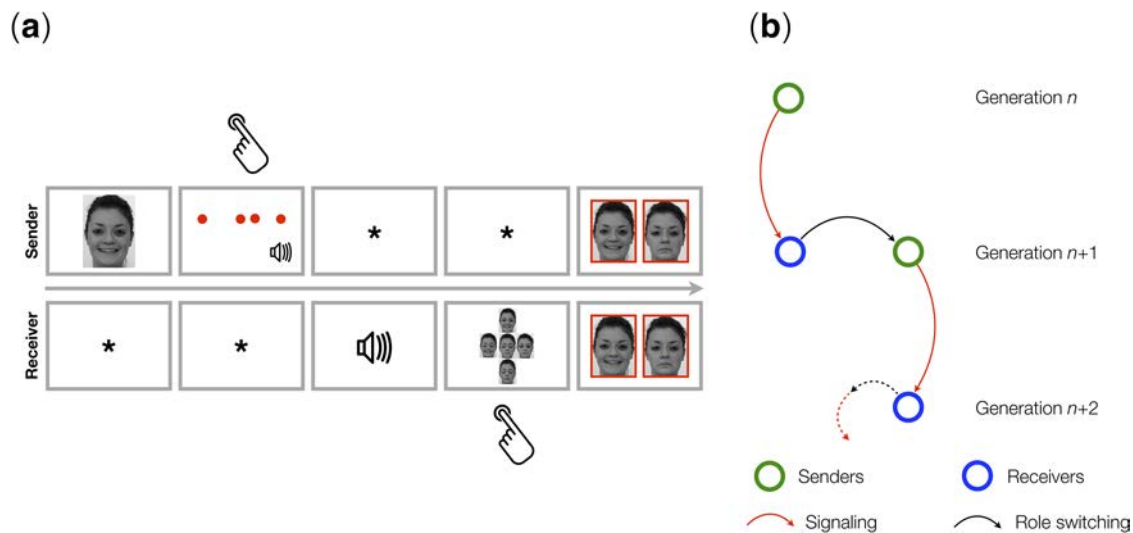 (a)
Sender
*
*
Receiver
*
*
(b)
Generation n
Generation n+1
Generation n+2
Senders
Receivers
Signaling
Role switching